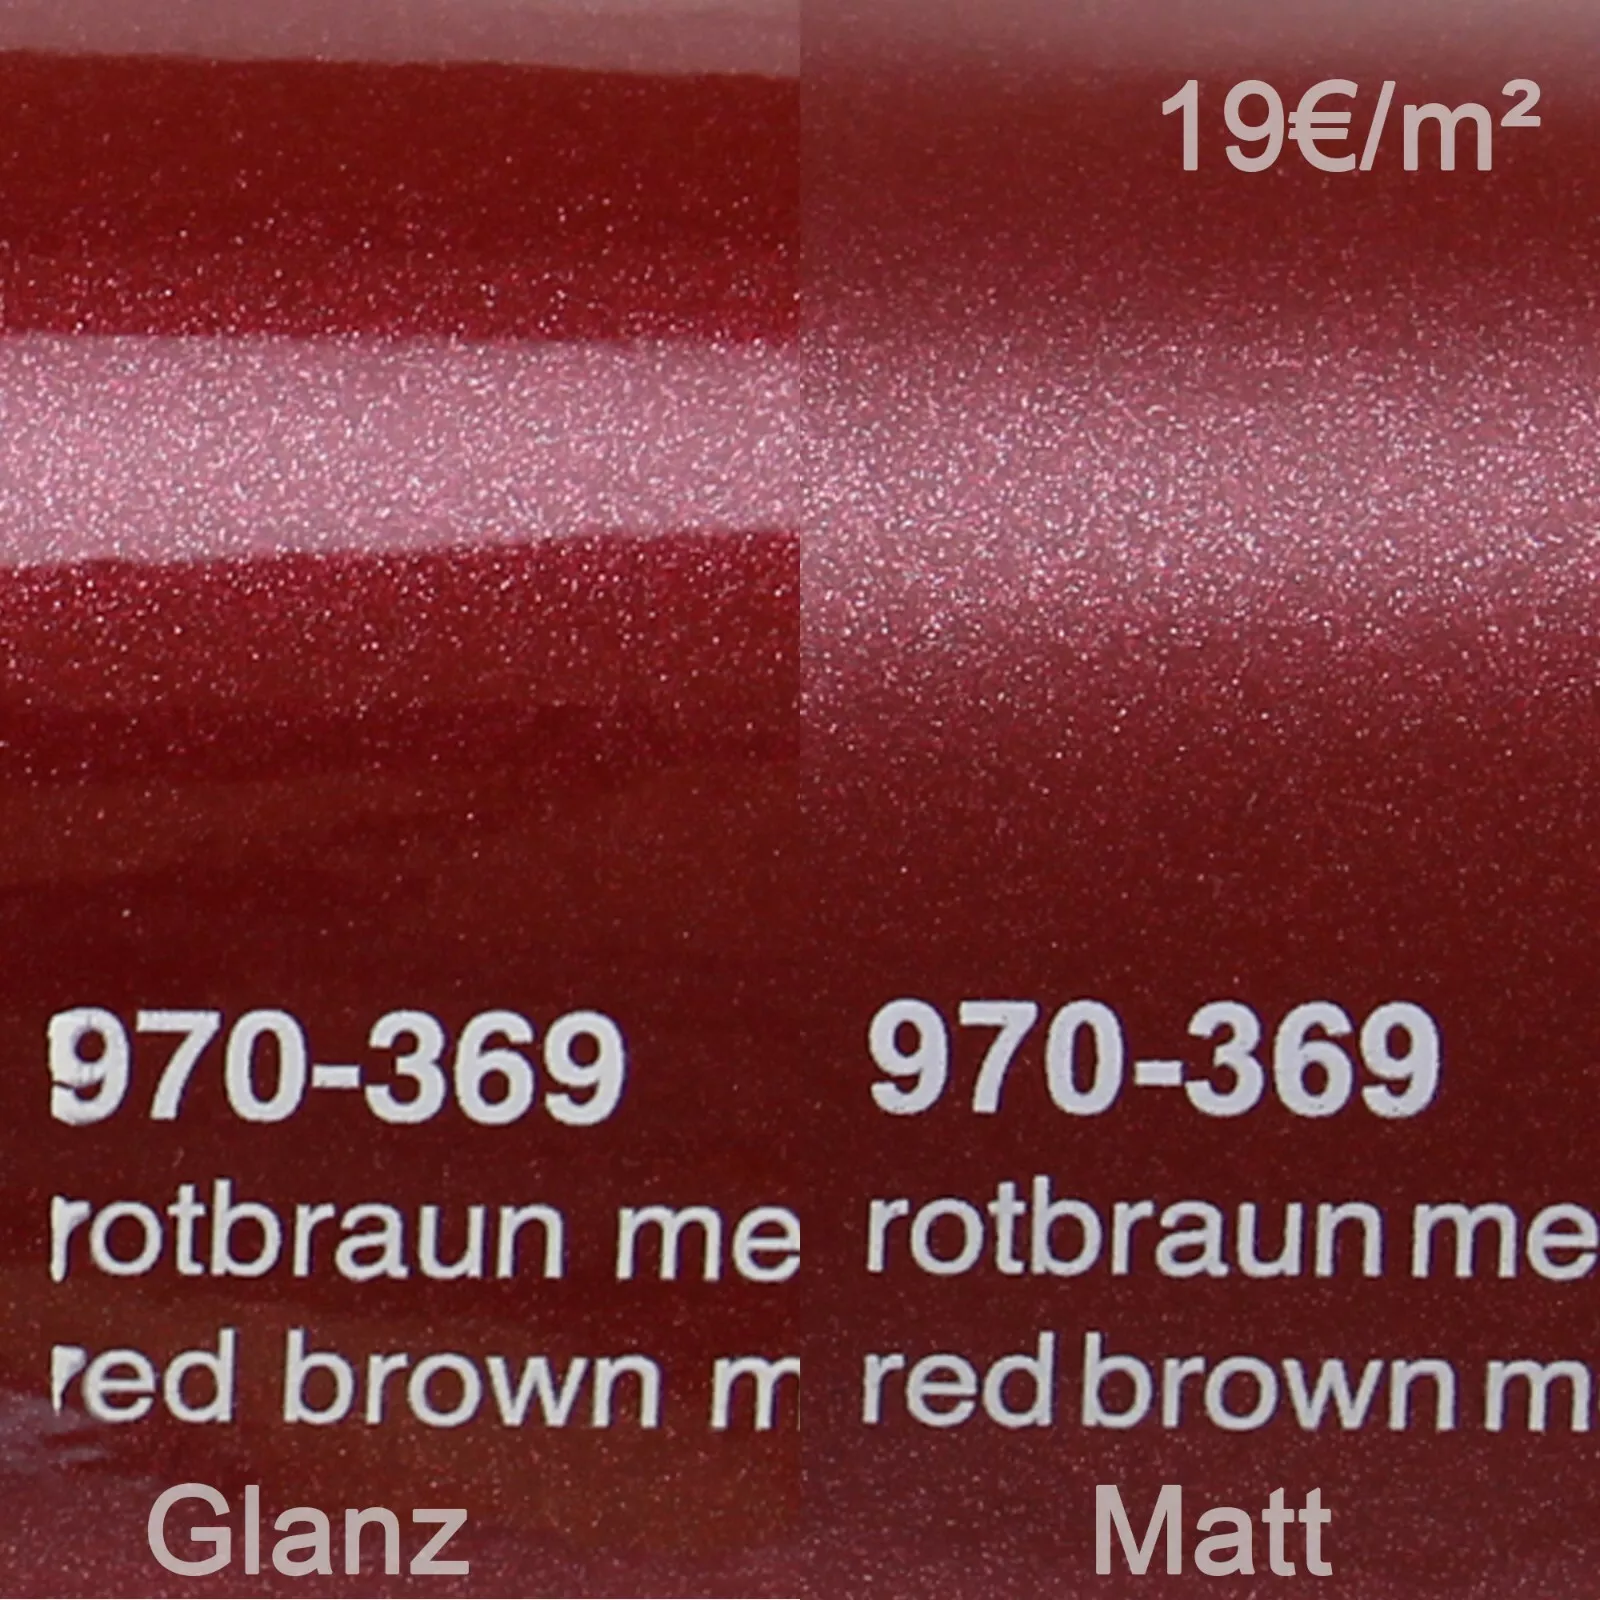 19€/m²
970-369
rotbraun me
red brown m
Glanz
970-369
rotbraun me
red brown m
Matt